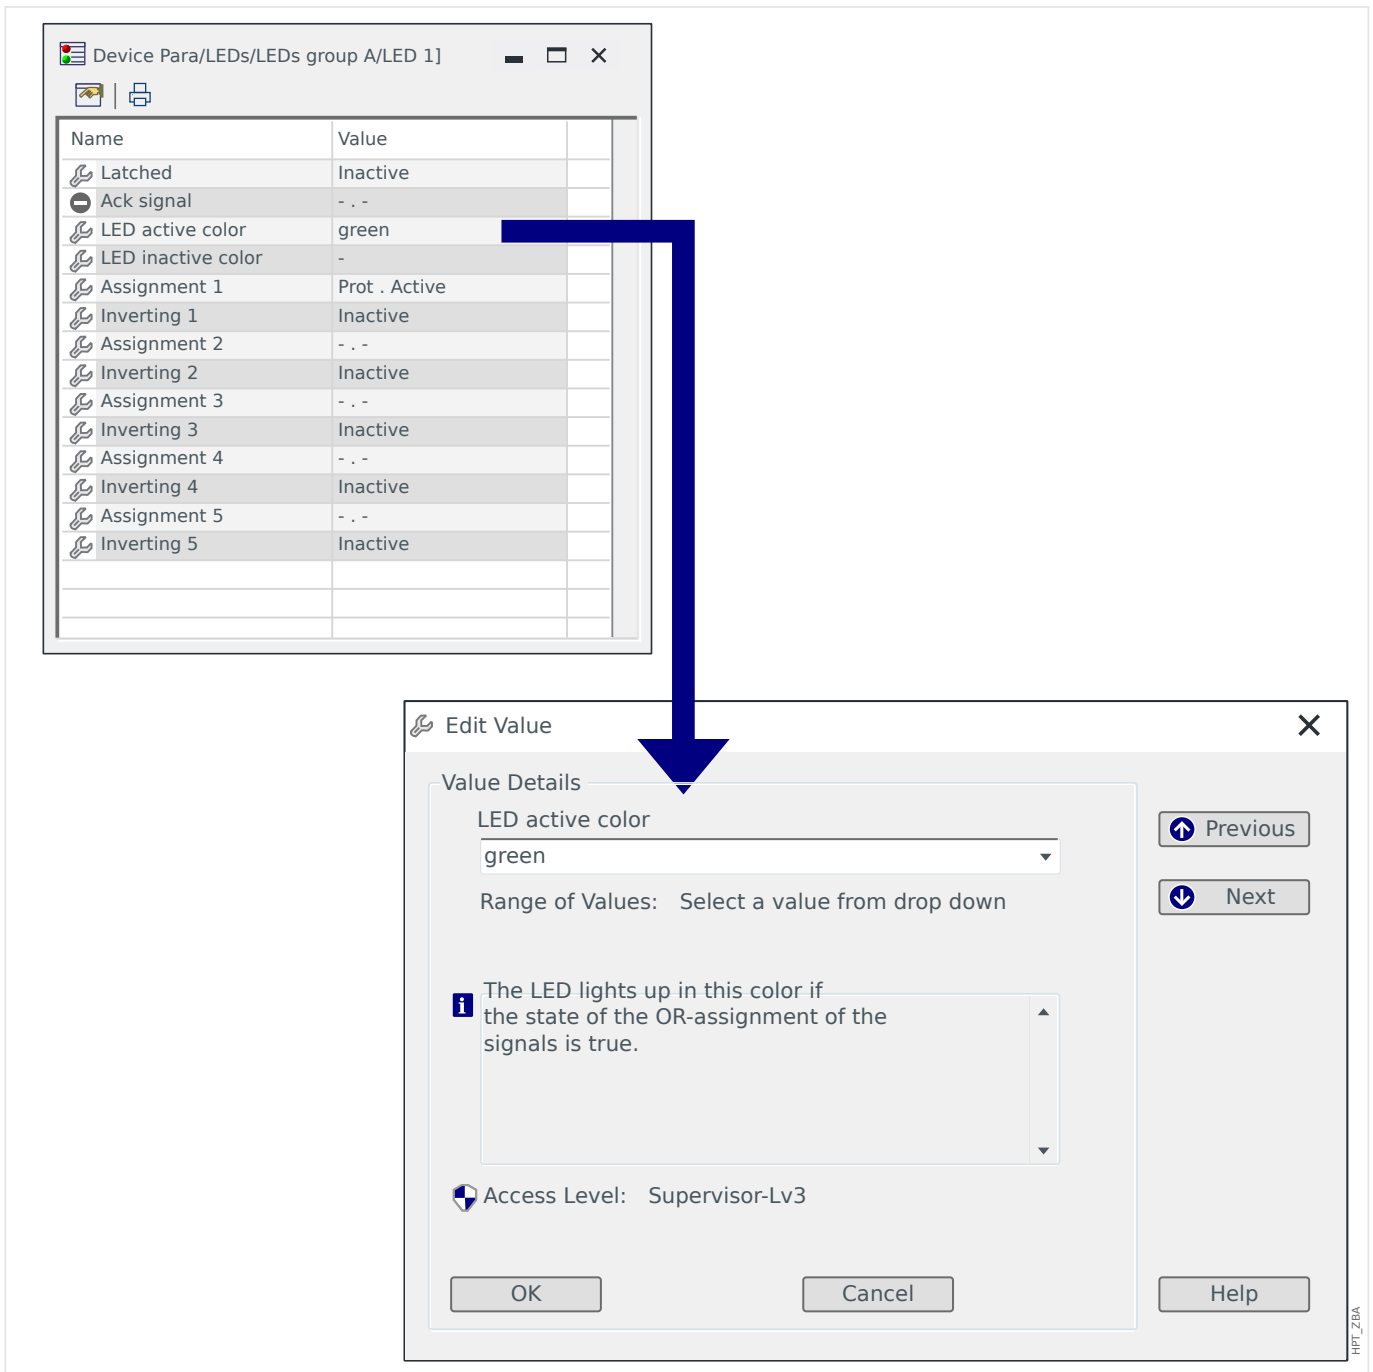 Device Para/LEDs/LEDs group A/LED 1]
Name Value
Latched Inactive
Ack signal - . -
LED active color green
LED inactive color -
Assignment 1 Prot . Active
Inverting 1 Inactive
Assignment 2 - . -
Inverting 2 Inactive
Assignment 3 - . -
Inverting 3 Inactive
Assignment 4 - . -
Inverting 4 Inactive
Assignment 5 - . -
Inverting 5 Inactive
Edit Value
Value Details
LED active color
green
Range of Values: Select a value from drop down
Previous
Next
i
The LED lights up in this color if
the state of the OR-assignment of the
signals is true.
Access Level: Supervisor-Lv3
OK Cancel Help
HPT_ZBA